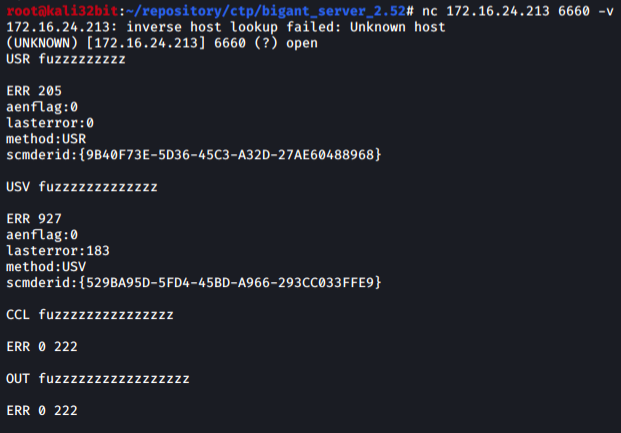 root@kali32bit:~/repository/ctp/bigant_server_2.52# nc 172.16.24.213 6660 -v
172.16.24.213: inverse host lookup failed: Unknown host
(UNKNOWN) [172.16.24.213] 6660 (?) open
USR fuzzzzzzzzz
ERR 205
aenflag:0
lasterror:0
method:USR
scmderid:{9B40F73E-5D36-45C3-A32D-27AE60488968}
USV fuzzzzzzzzzzzzz
ERR 927
aenflag:0
lasterror:183
method:USV
scmderid:{529BA95D-5FD4-45BD-A966-293CC033FFE9}
CCL fuzzzzzzzzzzzzzzz
ERR 0 222
OUT fuzzzzzzzzzzzzzzzzz
ERR 0 222